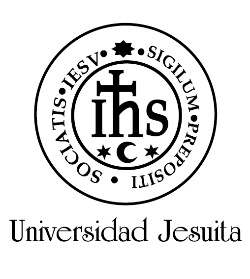 SOCIATIS • IESV • ✷ • SIGILUM • PREPOSITI •
ihs
Universidad Jesuita